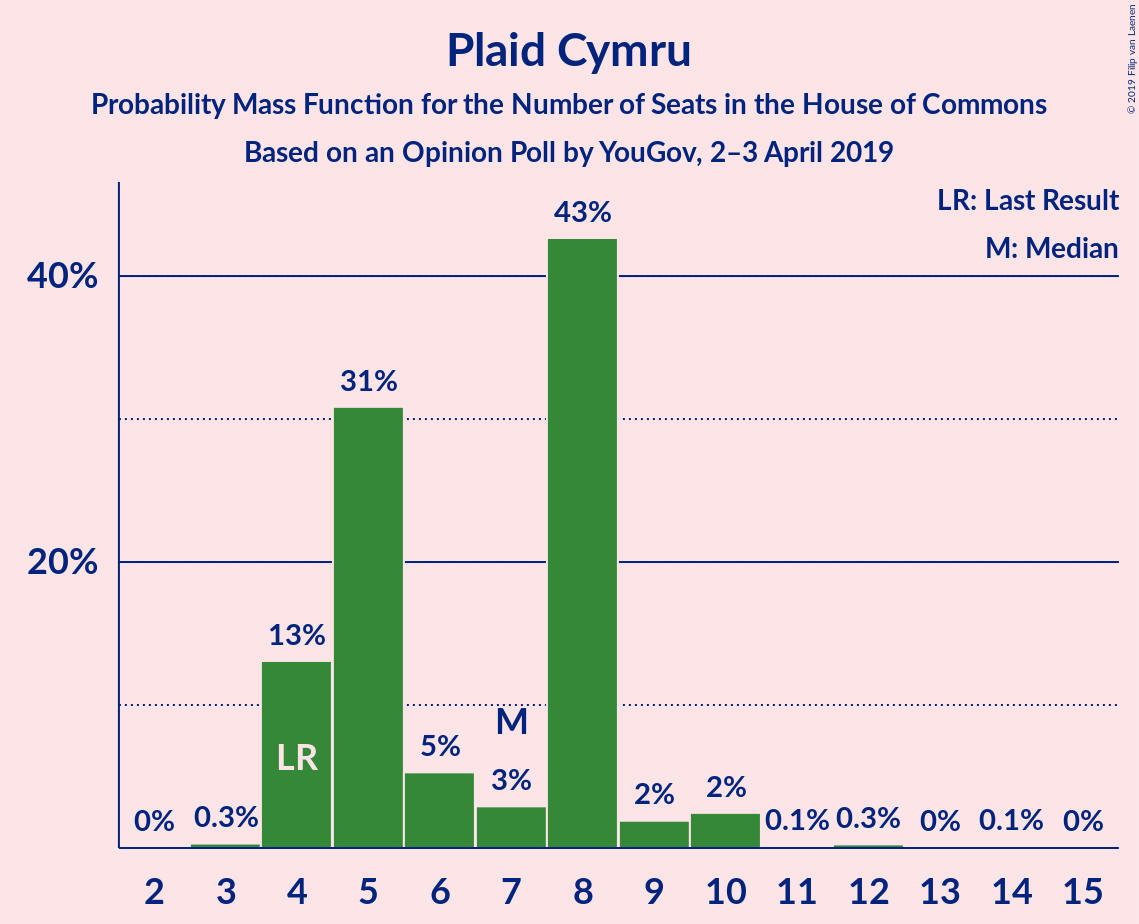 Plaid Cymru
Probability Mass Function for the Number of Seats in the House of Commons
Based on an Opinion Poll by YouGov, 2–3 April 2019
© 2019 Filip van Laenen
LR: Last Result
M: Median
40%
20%
0%
0.3%
13%
31%
5%
3%
43%
2%
2%
0.1%
0.3%
0%
0.1%
0%
LR
M
2 3 4 5 6 7 8 9 10 11 12 13 14 15